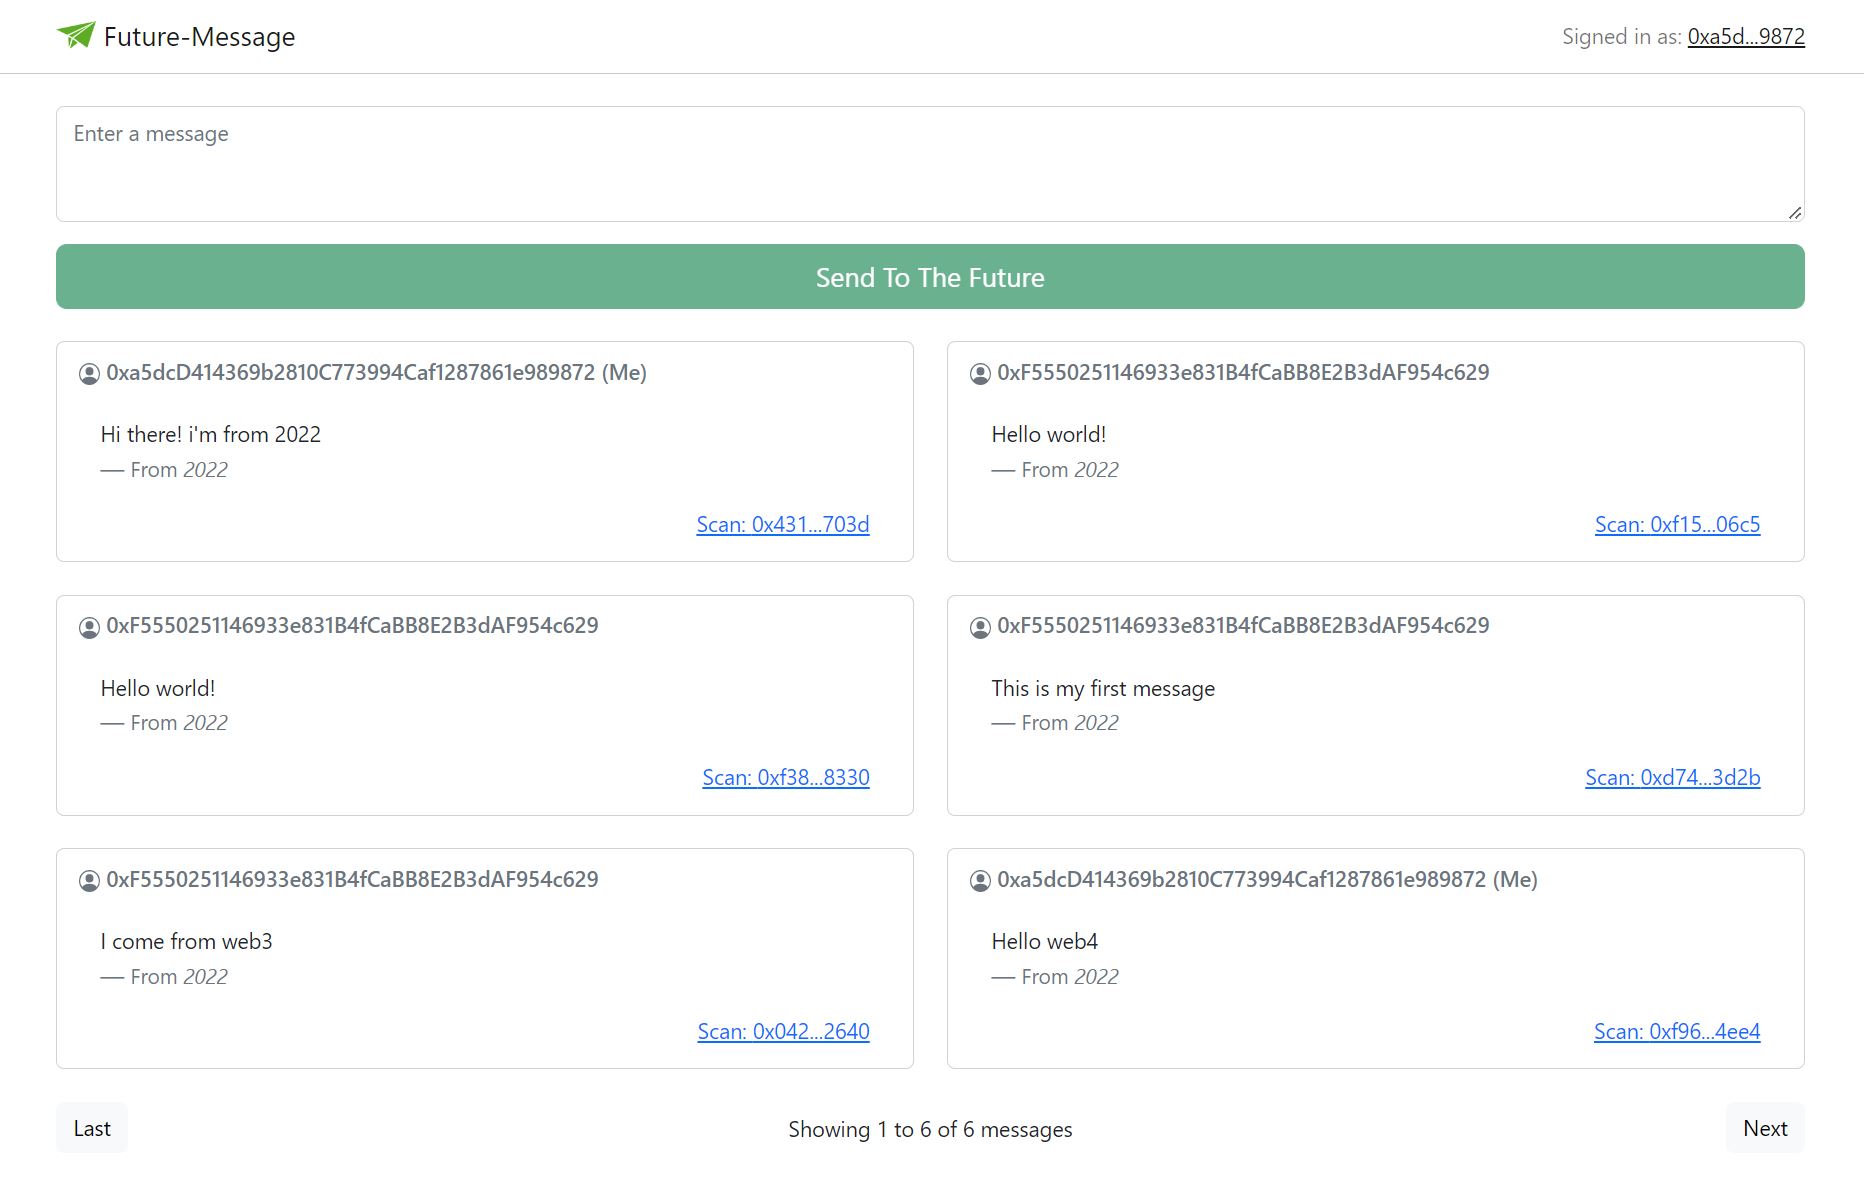 Future-Message
Signed in as: 0xa5d...9872
Enter a message
Send To The Future
0xa5dcD414369b2810C773994Caf1287861e989872 (Me)
Hi there! i'm from 2022
— From 2022
Scan: 0x431...703d
0xF5550251146933e831B4fCaBB8E2B3dAF954c629
Hello world!
— From 2022
Scan: 0xf15...06c5
0xF5550251146933e831B4fCaBB8E2B3dAF954c629
Hello world!
— From 2022
Scan: 0xf38...8330
0xF5550251146933e831B4fCaBB8E2B3dAF954c629
This is my first message
— From 2022
Scan: 0xd74...3d2b
0xF5550251146933e831B4fCaBB8E2B3dAF954c629
I come from web3
— From 2022
Scan: 0x042...2640
0xa5dcD414369b2810C773994Caf1287861e989872 (Me)
Hello web4
— From 2022
Scan: 0xf96...4ee4
Last
Showing 1 to 6 of 6 messages
Next